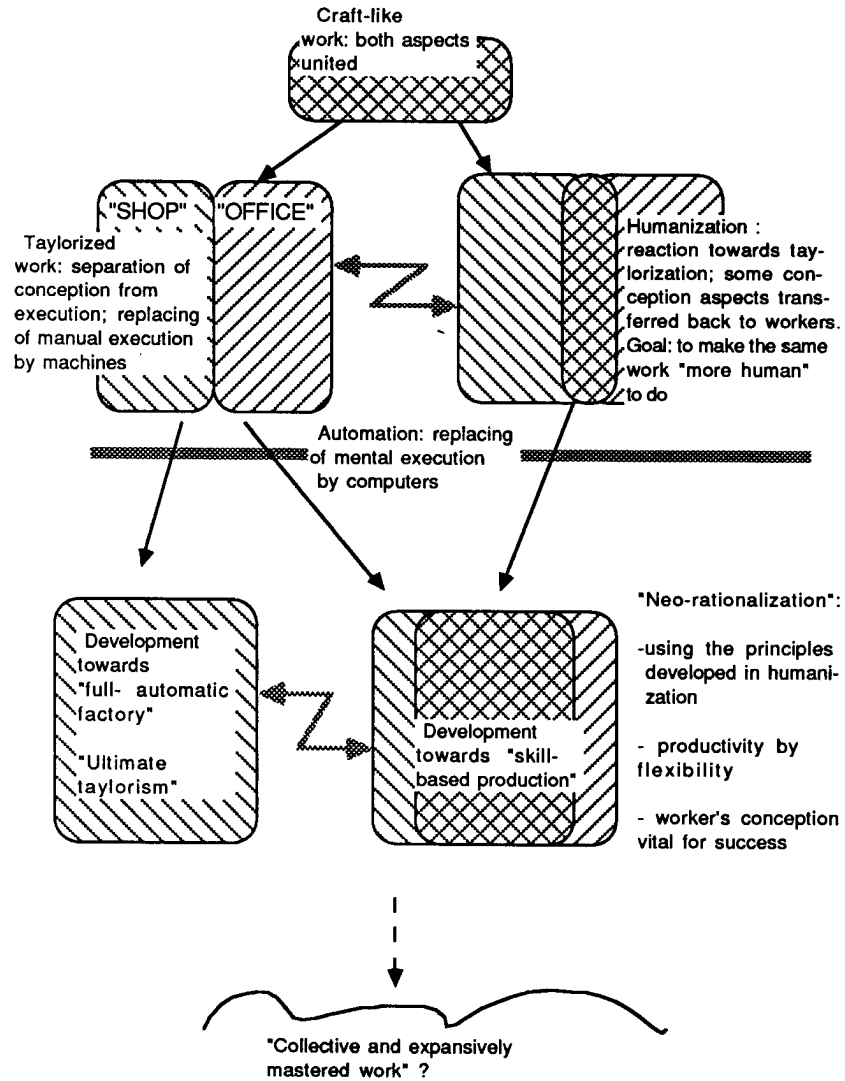 Craft-like
work: both aspects
united
"SHOP"
"OFFICE"
Taylorized
work: separation of
conception from
execution; replacing
of manual execution
by machines
Humanization :
reaction towards tay-
lorization; some con-
ception aspects trans-
ferred back to workers.
Goal: to make the same
work "more human"
to do
Automation: replacing
of mental execution
by computers
Development
towards
"full- automatic
factory"
"Ultimate
taylorism"
Development
towards "skill-
based production"
"Neo-rationalization":
-using the principles
developed in humani-
zation
- productivity by
flexibility
- worker's conception
vital for success
"Collective and expansively
mastered work" ?